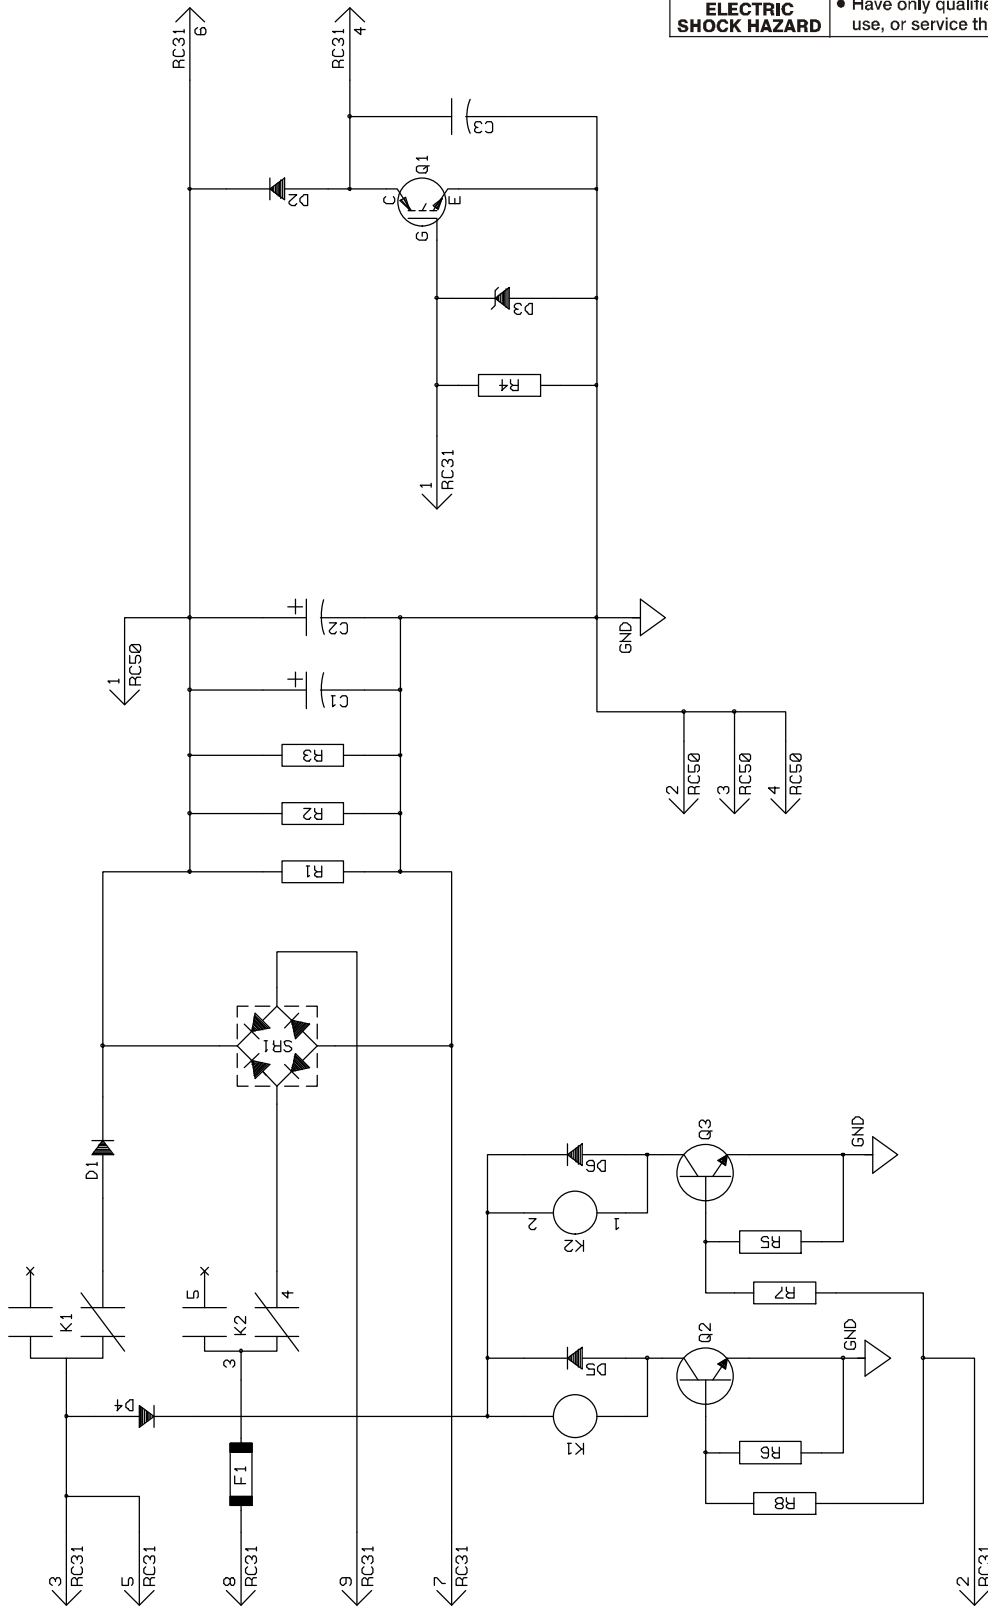 ELECTRIC
SHOCK HAZARD
• Have only qualifie
use, or service th
RC31
6
RC31
4
C3
D2
C
Q1
E
G
D3
R4
1
RC31
1
RC50
+
C2
GND
+
C1
R3
2
RC50
3
RC50
4
RC50
R2
R1
SR1
D1
D6
Q3
GND
K1
5
K2
4
3
2
K2
1
R5
R7
D4
D5
Q2
GND
K1
R6
R8
F1
3
RC31
5
RC31
8
RC31
9
RC31
7
RC31
2
RC31